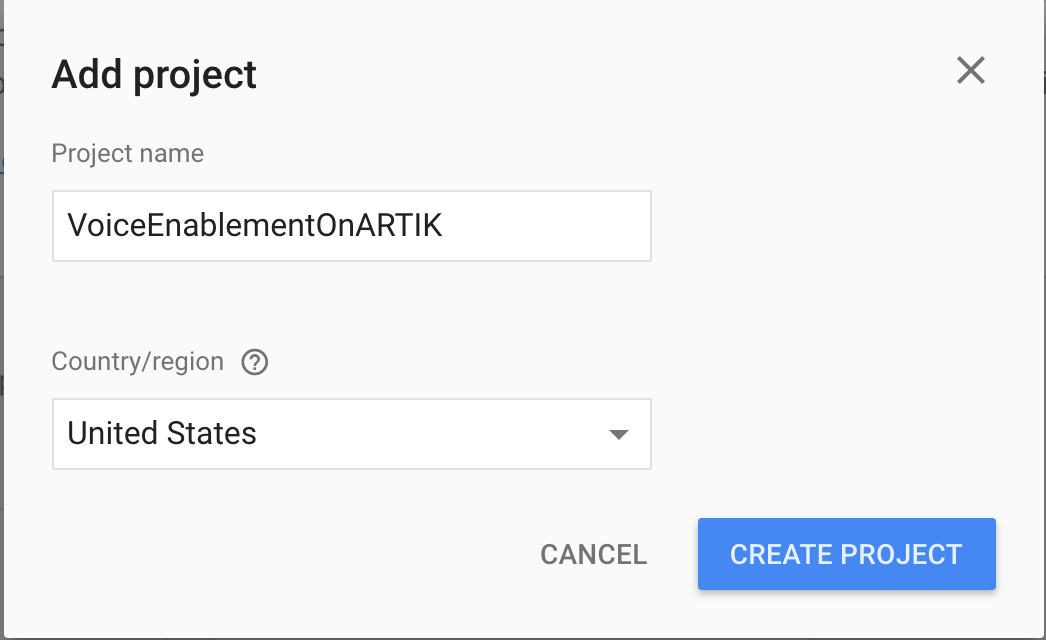 Add project
Project name
VoiceEnablementOnARTIK
Country/region
United States
CANCEL
CREATE PROJECT